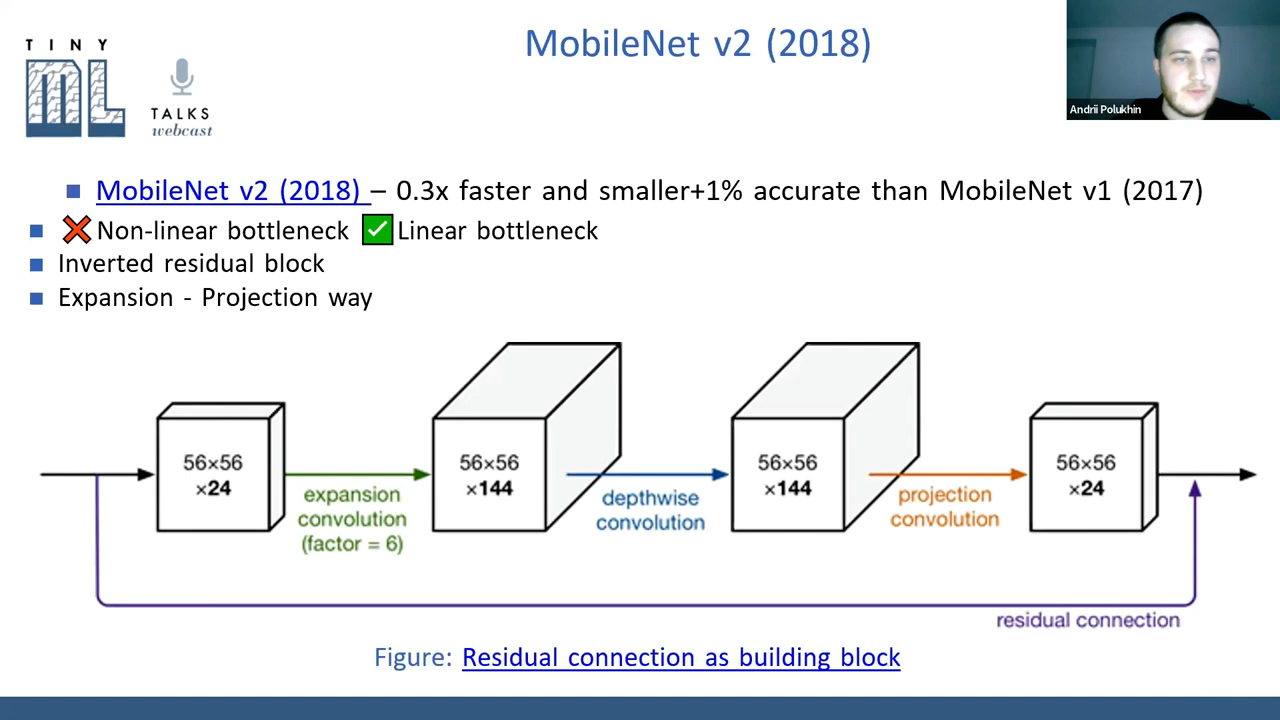 MobileNet v2 (2018)
TINY
ML
TALKS
webcast
Andrii Polukhin
MobileNet v2 (2018) – 0.3x faster and smaller+1% accurate than MobileNet v1 (2017)
Non-linear bottleneck Linear bottleneck
Inverted residual block
Expansion - Projection way
56×56
×24
expansion
convolution
(factor = 6)
56×56
×144
depthwise
convolution
56×56
×144
projection
convolution
56×56
×24
residual connection
Figure: Residual connection as building block